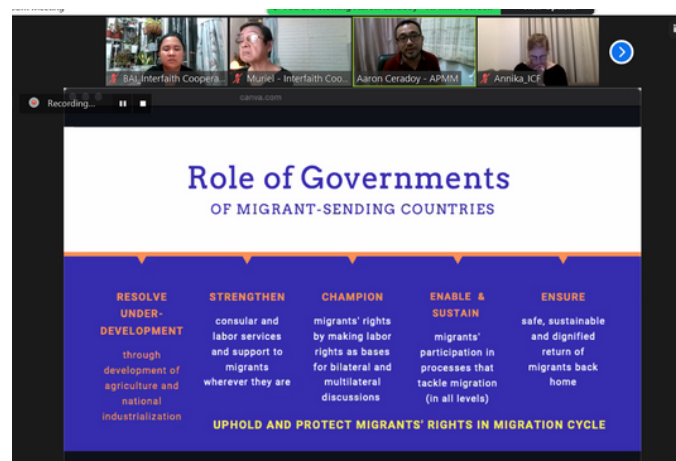 BAI_Interfaith Coopera...
Muriel - Interfaith Coo...
Aaron Ceradoy - APMM
Annika_ICF
Recording...
canva.com
Role of Governments
OF MIGRANT-SENDING COUNTRIES
RESOLVE
UNDER-
DEVELOPMENT
through
development of
agriculture and
national
industrialization
STRENGTHEN
consular and
labor services
and support to
migrants
wherever they are
CHAMPION
migrants' rights
by making labor
rights as bases
for bilateral and
multilateral
discussions
ENABLE &
SUSTAIN
migrants'
participation in
processes that
tackle migration
(in all levels)
ENSURE
safe, sustainable
and dignified
return of
migrants back
home
UPHOLD AND PROTECT MIGRANTS' RIGHTS IN MIGRATION CYCLE